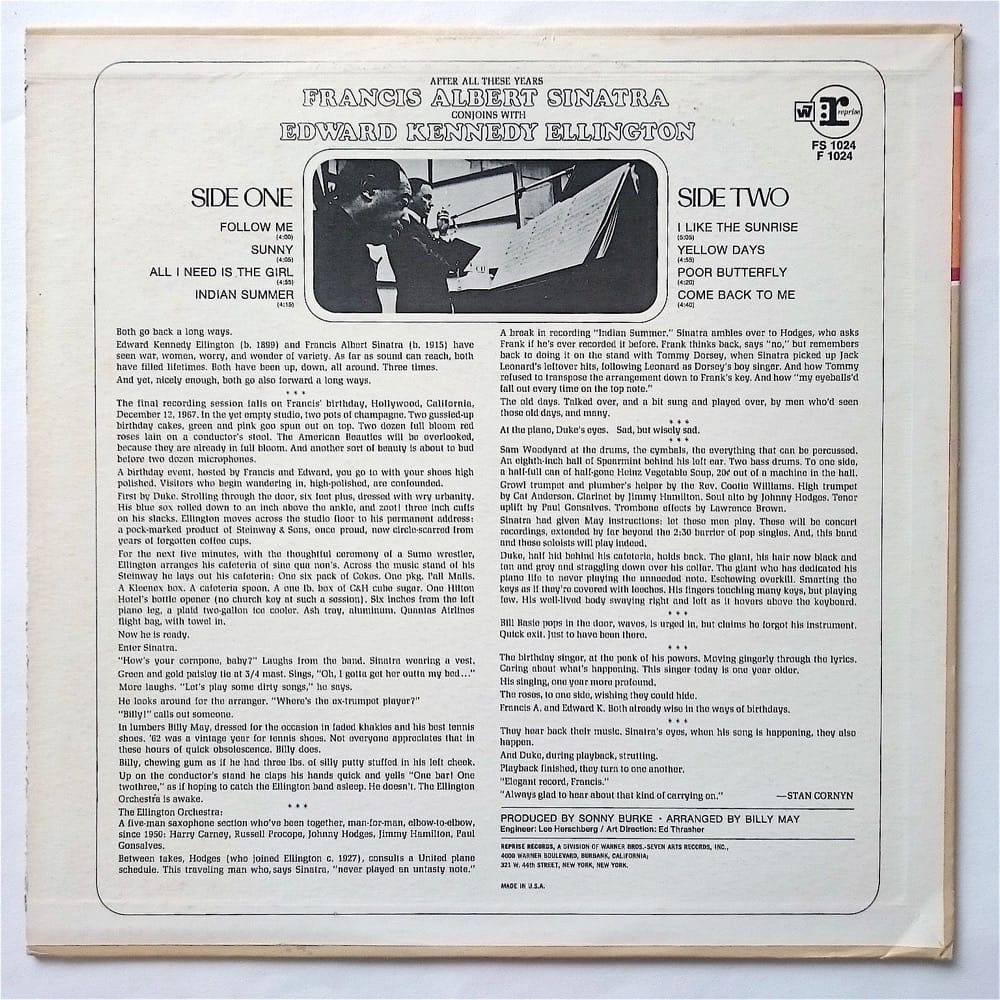 AFTER ALL THESE YEARS
FRANCIS ALBERT SINATRA
CONJOINS WITH
EDWARD KENNEDY ELLINGTON
W7 r reprise
FS 1024
F 1024
SIDE ONE
FOLLOW ME
(4:00)
SUNNY
(4:05)
ALL I NEED IS THE GIRL
(4:55)
INDIAN SUMMER
(4:15)
SIDE TWO
I LIKE THE SUNRISE
(5:05)
YELLOW DAYS
(4:55)
POOR BUTTERFLY
(4:20)
COME BACK TO ME
(4:40)
Both go back a long ways.
Edward Kennedy Ellington (b. 1899) and Francis Albert Sinatra (b. 1915) have
seen war, women, worry, and wonder of variety. As far as sound can reach, both
have filled lifetimes. Both have been up, down, all around. Three times.
And yet, nicely enough, both go also forward a long ways.
* * *
The final recording session falls on Francis' birthday, Hollywood, California,
December 12, 1967. In the yet empty studio, two pots of champagne. Two gussied-up
birthday cakes, green and pink goo spun out on top. Two dozen full bloom red
roses lain on a conductor's stool. The American Beauties will be overlooked,
because they are already in full bloom. And another sort of beauty is about to bud
before two dozen microphones.
A birthday event, hosted by Francis and Edward, you go to with your shoes high
polished. Visitors who begin wandering in, high-polished, are confounded.
First by Duke. Strolling through the door, six feet plus, dressed with wry urbanity.
His blue sox rolled down to an inch above the ankle, and zoot! three inch cuffs
on his slacks. Ellington moves across the studio floor to his permanent address:
a pock-marked product of Steinway & Sons, once proud, now circle-scarred from
years of forgotten coffee cups.
For the next five minutes, with the thoughtful ceremony of a Sumo wrestler,
Ellington arranges his cafeteria of sine qua non's. Across the music stand of his
Steinway he lays out his cafeteria: One six pack of Cokes. One pkg. Pall Malls.
A Kleenex box. A cafeteria spoon. A one lb. box of C&H cube sugar. One Hilton
Hotel's bottle opener (no church key at such a session). Six inches from the left
piano leg, a plaid two-gallon ice cooler. Ash tray, aluminum. Quantas Airlines
flight bag, with towel in.
Now he is ready.
Enter Sinatra.
"How's your compone, baby?" Laughs from the band. Sinatra wearing a vest.
Green and gold paisley tie at 3/4 mast. Sings, "Oh, I gotta get her outta my bed..."
More laughs. "Let's play some dirty songs," he says.
He looks around for the arranger. "Where's the ex-trumpet player?"
"Billy!" calls out someone.
In lumbers Billy May, dressed for the occasion in faded khakies and his best tennis
shoes. '62 was a vintage year for tennis shoes. Not everyone appreciates that in
these hours of quick obsolescence. Billy does.
Billy, chewing gum as if he had three lbs. of silly putty stuffed in his left cheek.
Up on the conductor's stand he claps his hands quick and yells "One bar! One
twothree," as if hoping to catch the Ellington band asleep. He doesn't. The Ellington
Orchestra is awake.
* * *
The Ellington Orchestra:
A five-man saxophone section who've been together, man-for-man, elbow-to-elbow,
since 1950: Harry Carney, Russell Procope, Johnny Hodges, Jimmy Hamilton, Paul
Gonsalves.
Between takes, Hodges (who joined Ellington c. 1927), consults a United plane
schedule. This traveling man who, says Sinatra, "never played an untasty note."
A break in recording "Indian Summer." Sinatra ambles over to Hodges, who asks
Frank if he's ever recorded it before. Frank thinks back, says "no," but remembers
back to doing it on the stand with Tommy Dorsey, when Sinatra picked up Jack
Leonard's leftover hits, following Leonard as Dorsey's boy singer. And how Tommy
refused to transpose the arrangement down to Frank's key. And how "my eyeballs'd
fall out every time on the top note."
The old days. Talked over, and a bit sung and played over, by men who'd seen
those old days, and many.
* * *
At the piano, Duke's eyes. Sad, but wisely sad.
* * *
Sam Woodyard at the drums, the cymbals, the everything that can be percussed.
An eighth-inch ball of Spearmint behind his left ear. Two bass drums. To one side,
a half-full can of half-gone Heinz Vegetable Soup, 20¢ out of a machine in the hall.
Growl trumpet and plumber's helper by the Rev. Cootie Williams. High trumpet
by Cat Anderson. Clarinet by Jimmy Hamilton. Soul alto by Johnny Hodges. Tenor
uplift by Paul Gonsalves. Trombone effects by Lawrence Brown.
Sinatra had given May instructions: let these men play. These will be concert
recordings, extended by far beyond the 2:30 barrier of pop singles. And, this band
and these soloists will play indeed.
Duke, half hid behind his cafeteria, holds back. The giant, his hair now black and
tan and grey and straggling down over his collar. The giant who has dedicated his
piano life to never playing the unneeded note. Eschewing overkill. Smarting the
keys as if they're covered with leeches. His fingers touching many keys, but playing
few. His well-lived body swaying right and left as it hovers above the keyboard.
* * *
Bill Basie pops in the door, waves, is urged in, but claims he forgot his instrument.
Quick exit. Just to have been there.
* * *
The birthday singer, at the peak of his powers. Moving gingerly through the lyrics.
Caring about what's happening. This singer today is one year older.
His singing, one year more profound.
The roses, to one side, wishing they could hide.
Francis A. and Edward K. Both already wise in the ways of birthdays.
* * *
They hear back their music. Sinatra's eyes, when his song is happening, they also
happen.
And Duke, during playback, strutting.
Playback finished, they turn to one another.
"Elegant record, Francis."
"Always glad to hear about that kind of carrying on." —STAN CORNYN
PRODUCED BY SONNY BURKE • ARRANGED BY BILLY MAY
Engineer: Lee Herschberg / Art Direction: Ed Thrasher
REPRISE RECORDS, A DIVISION OF WARNER BROS.-SEVEN ARTS RECORDS, INC.,
4000 WARNER BOULEVARD, BURBANK, CALIFORNIA;
321 W. 44th STREET, NEW YORK, NEW YORK.
MADE IN U.S.A.